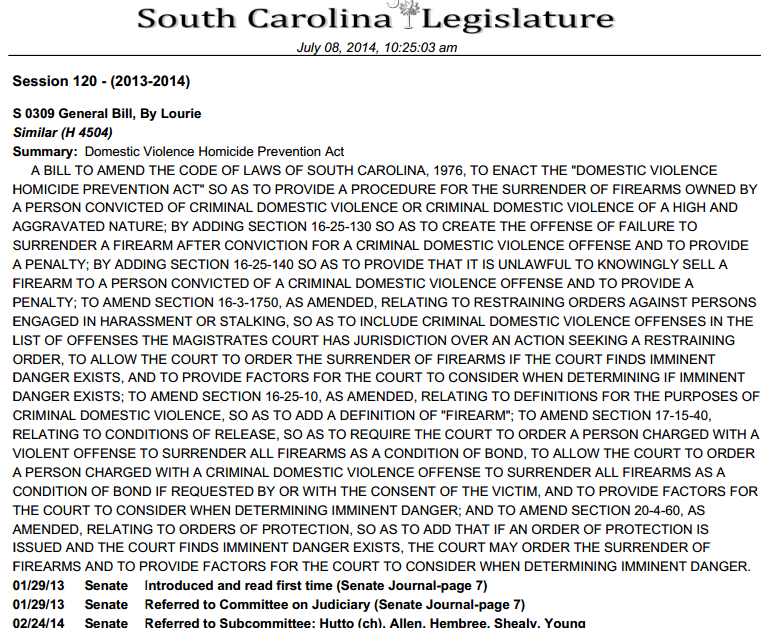 South Carolina Legislature
July 08, 2014, 10:25:03 am
Session 120 - (2013-2014)
S 0309 General Bill, By Lourie
Similar (H 4504)
Summary: Domestic Violence Homicide Prevention Act
A BILL TO AMEND THE CODE OF LAWS OF SOUTH CAROLINA, 1976, TO ENACT THE "DOMESTIC VIOLENCE
HOMICIDE PREVENTION ACT" SO AS TO PROVIDE A PROCEDURE FOR THE SURRENDER OF FIREARMS OWNED BY
A PERSON CONVICTED OF CRIMINAL DOMESTIC VIOLENCE OR CRIMINAL DOMESTIC VIOLENCE OF A HIGH AND
AGGRAVATED NATURE; BY ADDING SECTION 16-25-130 SO AS TO CREATE THE OFFENSE OF FAILURE TO
SURRENDER A FIREARM AFTER CONVICTION FOR A CRIMINAL DOMESTIC VIOLENCE OFFENSE AND TO PROVIDE
A PENALTY; BY ADDING SECTION 16-25-140 SO AS TO PROVIDE THAT IT IS UNLAWFUL TO KNOWINGLY SELL A
FIREARM TO A PERSON CONVICTED OF A CRIMINAL DOMESTIC VIOLENCE OFFENSE AND TO PROVIDE A
PENALTY; TO AMEND SECTION 16-3-1750, AS AMENDED, RELATING TO RESTRAINING ORDERS AGAINST PERSONS
ENGAGED IN HARASSMENT OR STALKING, SO AS TO INCLUDE CRIMINAL DOMESTIC VIOLENCE OFFENSES IN THE
LIST OF OFFENSES THE MAGISTRATES COURT HAS JURISDICTION OVER AN ACTION SEEKING A RESTRAINING
ORDER, TO ALLOW THE COURT TO ORDER THE SURRENDER OF FIREARMS IF THE COURT FINDS IMMINENT
DANGER EXISTS, AND TO PROVIDE FACTORS FOR THE COURT TO CONSIDER WHEN DETERMINING IF IMMINENT
DANGER EXISTS; TO AMEND SECTION 16-25-10, AS AMENDED, RELATING TO DEFINITIONS FOR THE PURPOSES OF
CRIMINAL DOMESTIC VIOLENCE, SO AS TO ADD A DEFINITION OF "FIREARM"; TO AMEND SECTION 17-15-40,
RELATING TO CONDITIONS OF RELEASE, SO AS TO REQUIRE THE COURT TO ORDER A PERSON CHARGED WITH A
VIOLENT OFFENSE TO SURRENDER ALL FIREARMS AS A CONDITION OF BOND, TO ALLOW THE COURT TO ORDER
A PERSON CHARGED WITH A CRIMINAL DOMESTIC VIOLENCE OFFENSE TO SURRENDER ALL FIREARMS AS A
CONDITION OF BOND IF REQUESTED BY OR WITH THE CONSENT OF THE VICTIM, AND TO PROVIDE FACTORS FOR
THE COURT TO CONSIDER WHEN DETERMINING IMMINENT DANGER; AND TO AMEND SECTION 20-4-60, AS
AMENDED, RELATING TO ORDERS OF PROTECTION, SO AS TO ADD THAT IF AN ORDER OF PROTECTION IS
ISSUED AND THE COURT FINDS IMMINENT DANGER EXISTS, THE COURT MAY ORDER THE SURRENDER OF
FIREARMS AND TO PROVIDE FACTORS FOR THE COURT TO CONSIDER WHEN DETERMINING IMMINENT DANGER.
01/29/13 Senate Introduced and read first time (Senate Journal-page 7)
01/29/13 Senate Referred to Committee on Judiciary (Senate Journal-page 7)
02/24/14 Senate Referred to Subcommittee: Hutto (ch), Allen, Hembree, Shealy, Young